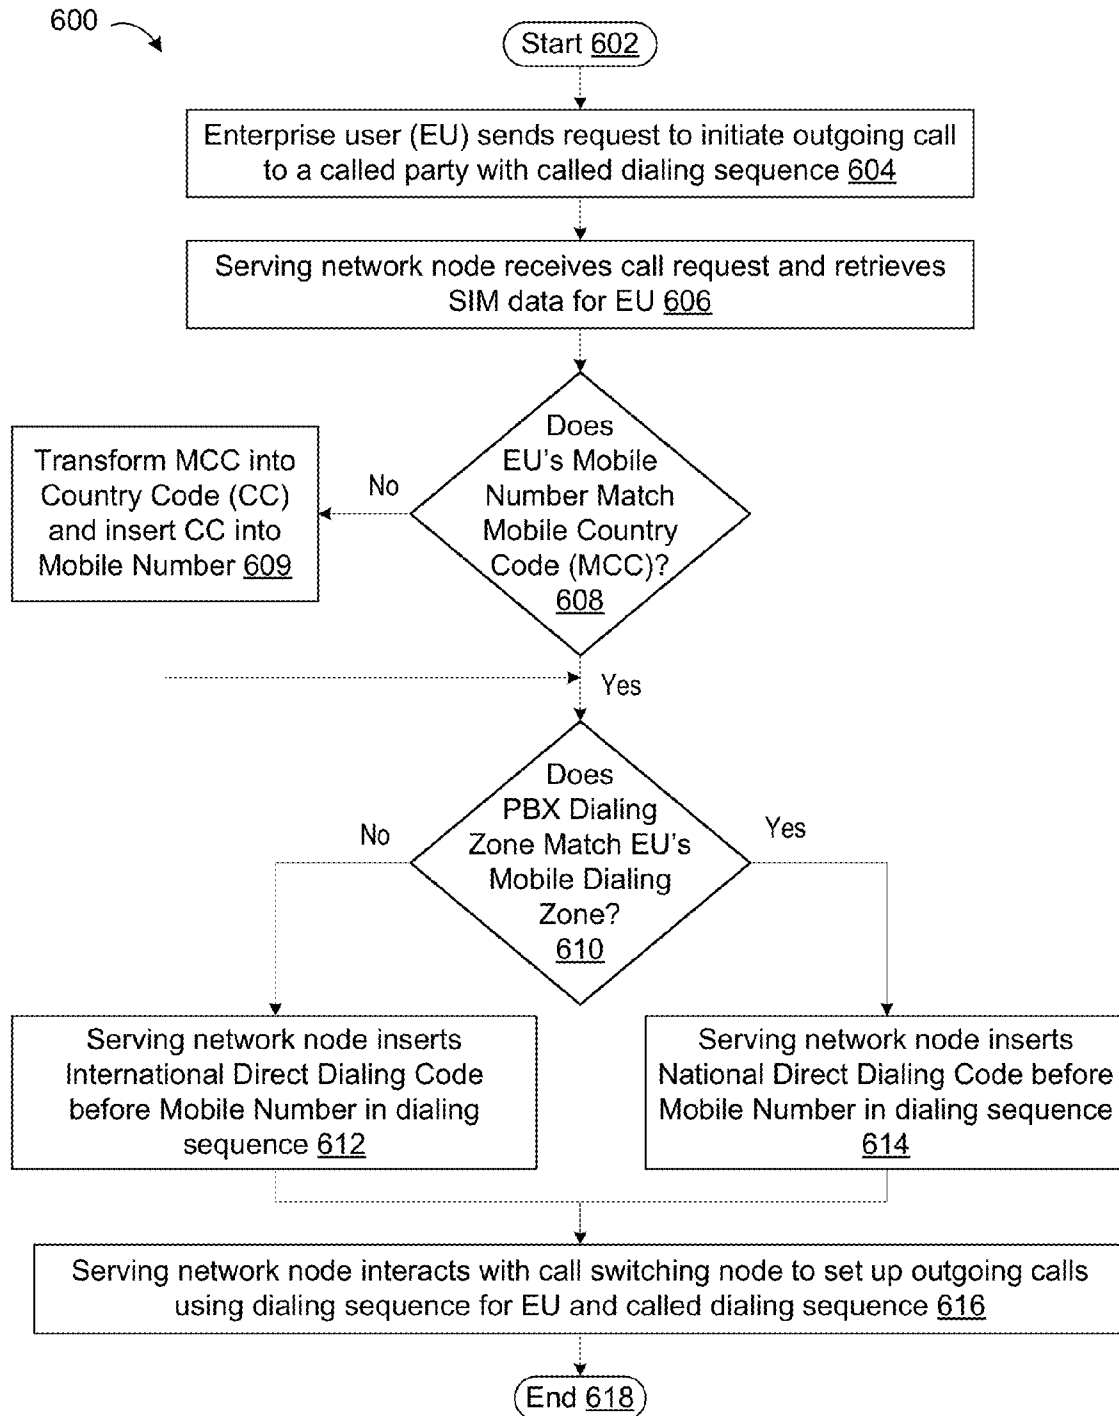 600
Start 602
Enterprise user (EU) sends request to initiate outgoing call
to a called party with called dialing sequence 604
Serving network node receives call request and retrieves
SIM data for EU 606
Does
EU's Mobile
Number Match
Mobile Country
Code (MCC)?
608
No
Transform MCC into
Country Code (CC)
and insert CC into
Mobile Number 609
Yes
Does
PBX Dialing
Zone Match EU's
Mobile Dialing
Zone?
610
No
Yes
Serving network node inserts
International Direct Dialing Code
before Mobile Number in dialing
sequence 612
Serving network node inserts
National Direct Dialing Code before
Mobile Number in dialing sequence
614
Serving network node interacts with call switching node to set up outgoing calls
using dialing sequence for EU and called dialing sequence 616
End 618